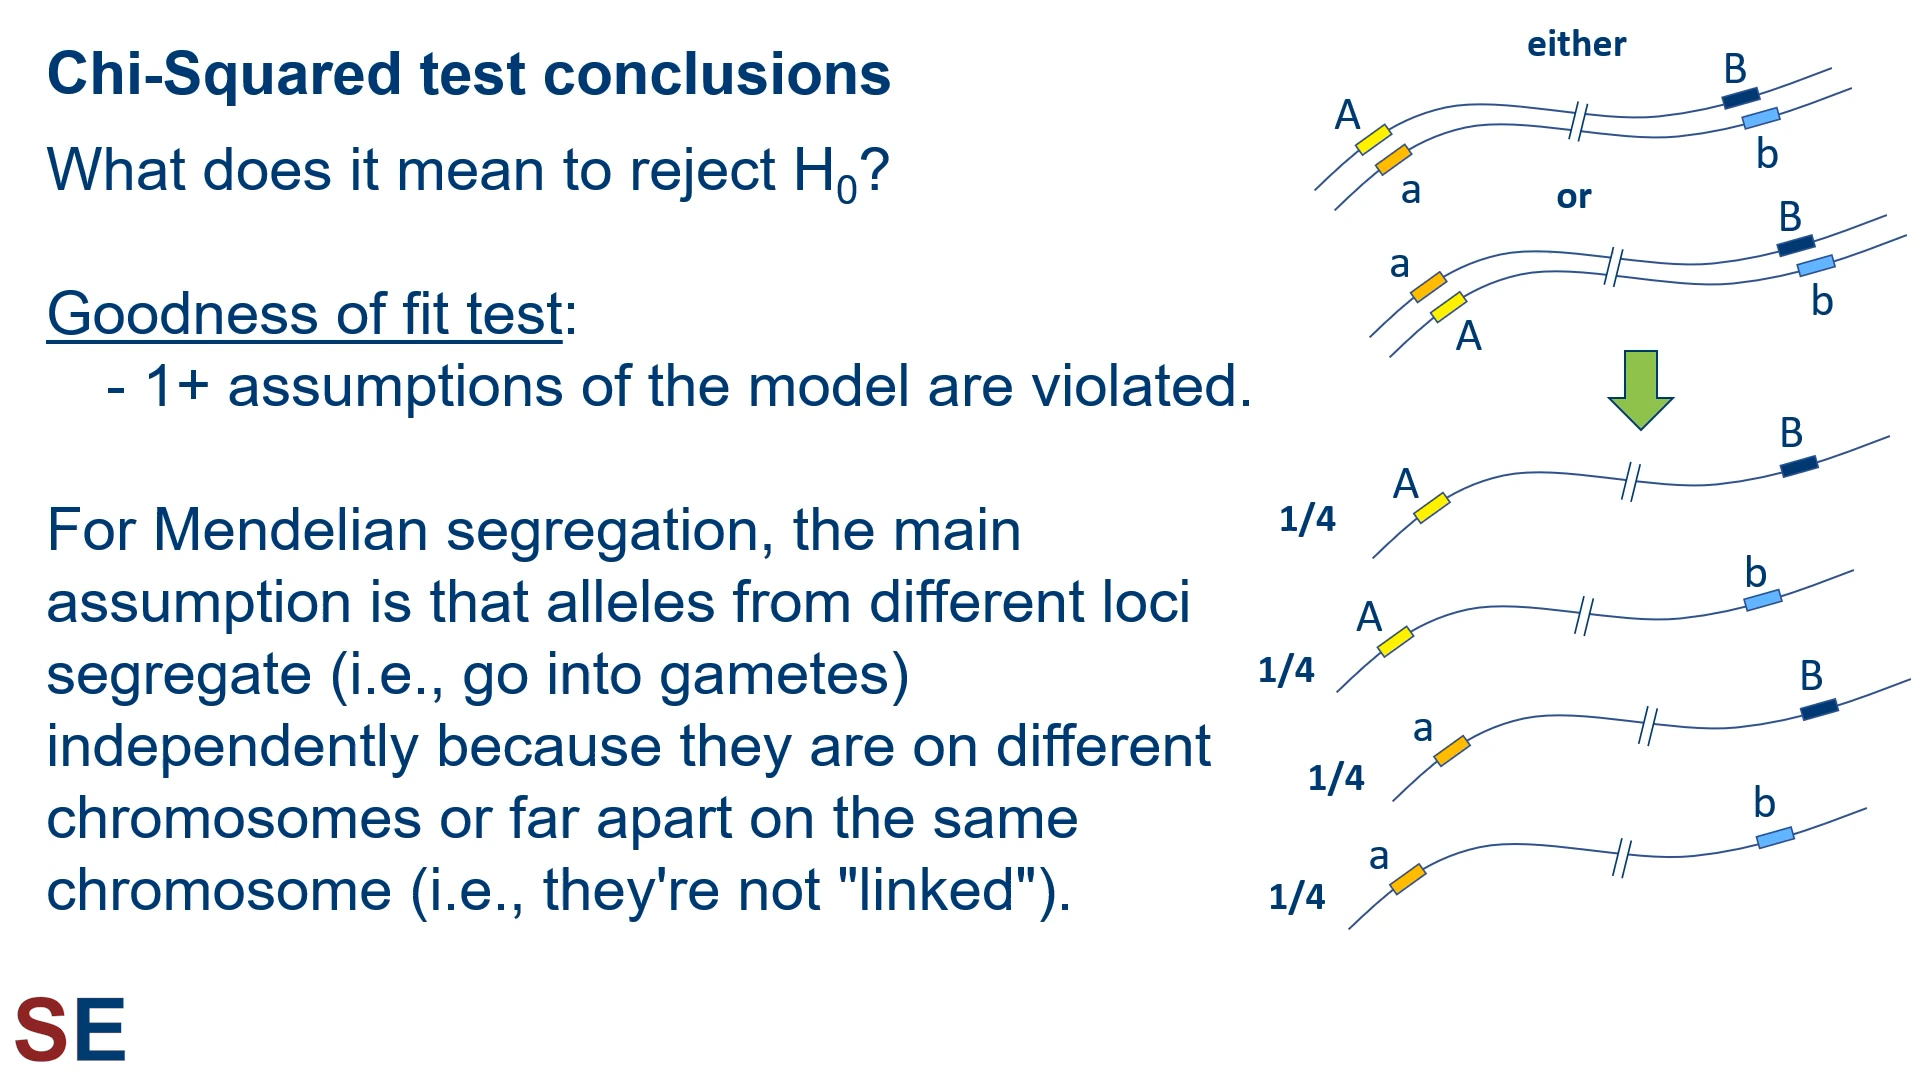 Chi-Squared test conclusions
What does it mean to reject H₀?
Goodness of fit test:
- 1+ assumptions of the model are violated.
For Mendelian segregation, the main
assumption is that alleles from different loci
segregate (i.e., go into gametes)
independently because they are on different
chromosomes or far apart on the same
chromosome (i.e., they're not "linked").
either
B
A
b
a
or
B
a
b
A
B
A
1/4
b
A
1/4
B
a
1/4
b
a
1/4
SE